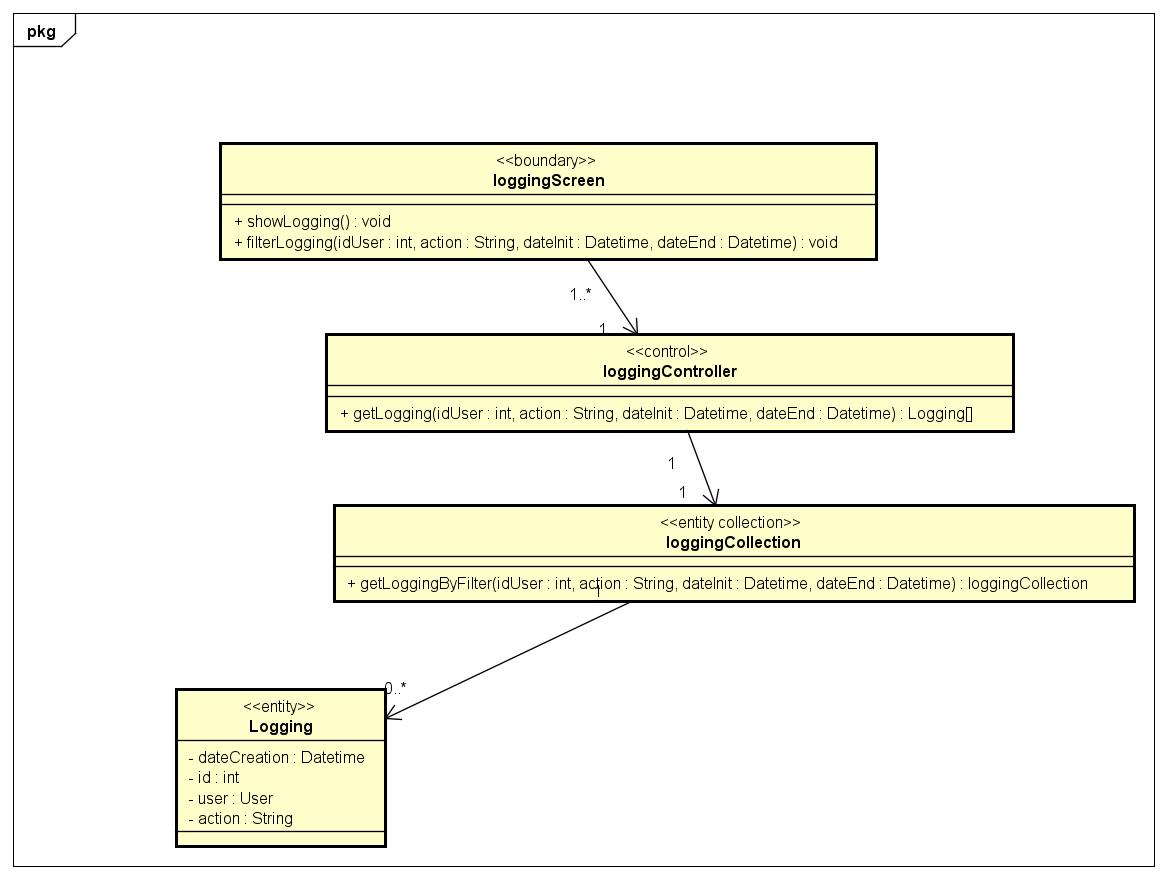 pkg
<<boundary>>
loggingScreen
+ showLogging() : void
+ filterLogging(idUser : int, action : String, dateInit : Datetime, dateEnd : Datetime) : void
1..*
1
<<control>>
loggingController
+ getLogging(idUser : int, action : String, dateInit : Datetime, dateEnd : Datetime) : Logging[]
1
1
<<entity collection>>
loggingCollection
+ getLoggingByFilter(idUser : int, action : String, dateInit : Datetime, dateEnd : Datetime) : loggingCollection
1
0..*
<<entity>>
Logging
- dateCreation : Datetime
- id : int
- user : User
- action : String